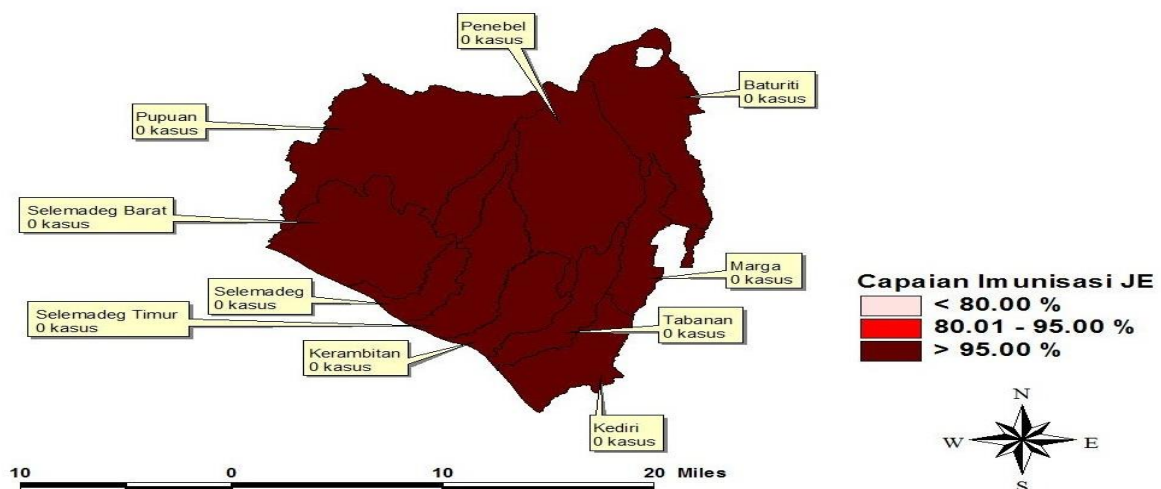 Penebel
0 kasus
Baturiti
0 kasus
Pupuan
0 kasus
Selemadeg Barat
0 kasus
Marga
0 kasus
Selemadeg
0 kasus
Selemadeg Timur
0 kasus
Tabanan
0 kasus
Kerambitan
0 kasus
Kediri
0 kasus
Capaian Imunisasi JE
< 80.00 %
80.01 - 95.00 %
> 95.00 %
N
W E
S
10 0 10 20 Miles